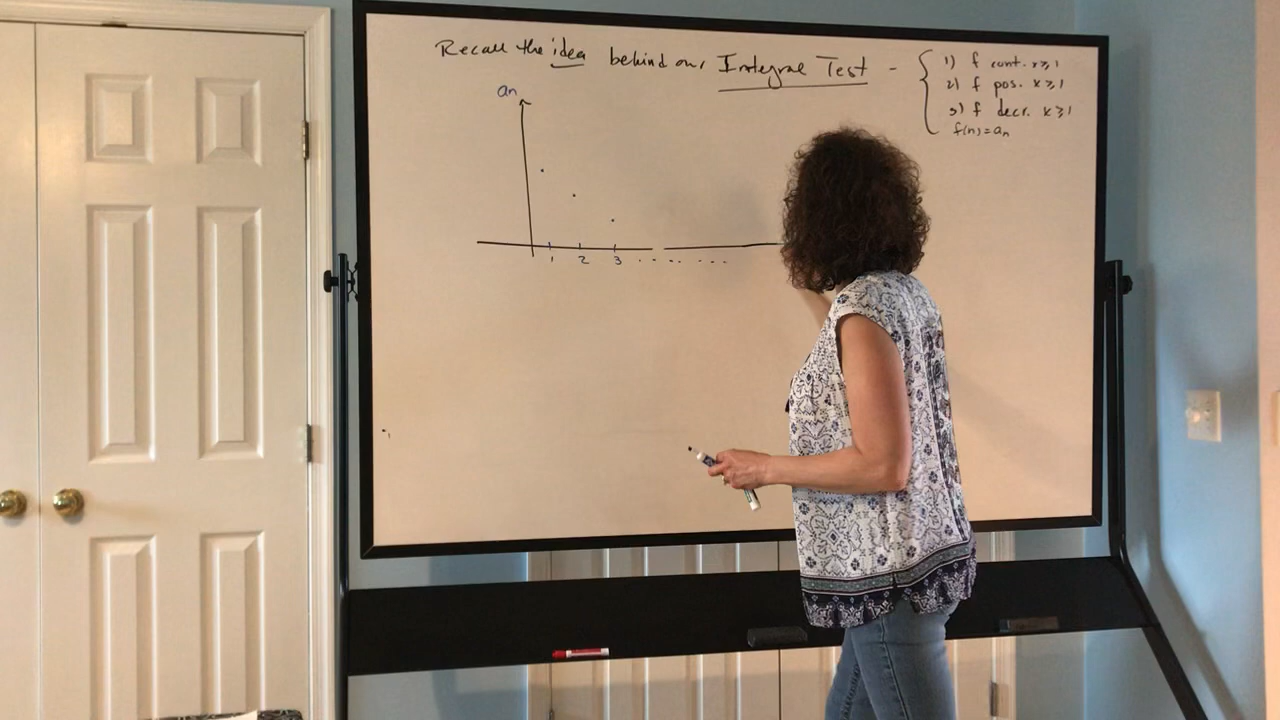 Recall the idea behind our Integral Test -
1) f cont. x ≥ 1
2) f pos. x ≥ 1
3) f decr. x ≥ 1
f(n) = an
an
1 2 3 . . . . . . .